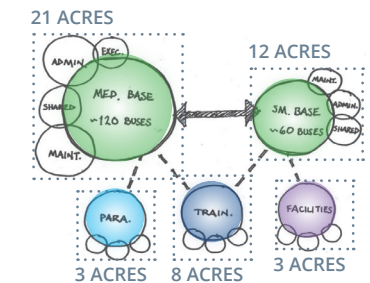 21 ACRES
12 ACRES
ADMIN.
EXEC.
SHARED
MAINT.
MED. BASE
~120 BUSES
SM. BASE
~60 BUSES
MAINT.
ADMIN.
SHARED
PARA.
TRAIN.
FACILITIES
3 ACRES
8 ACRES
3 ACRES